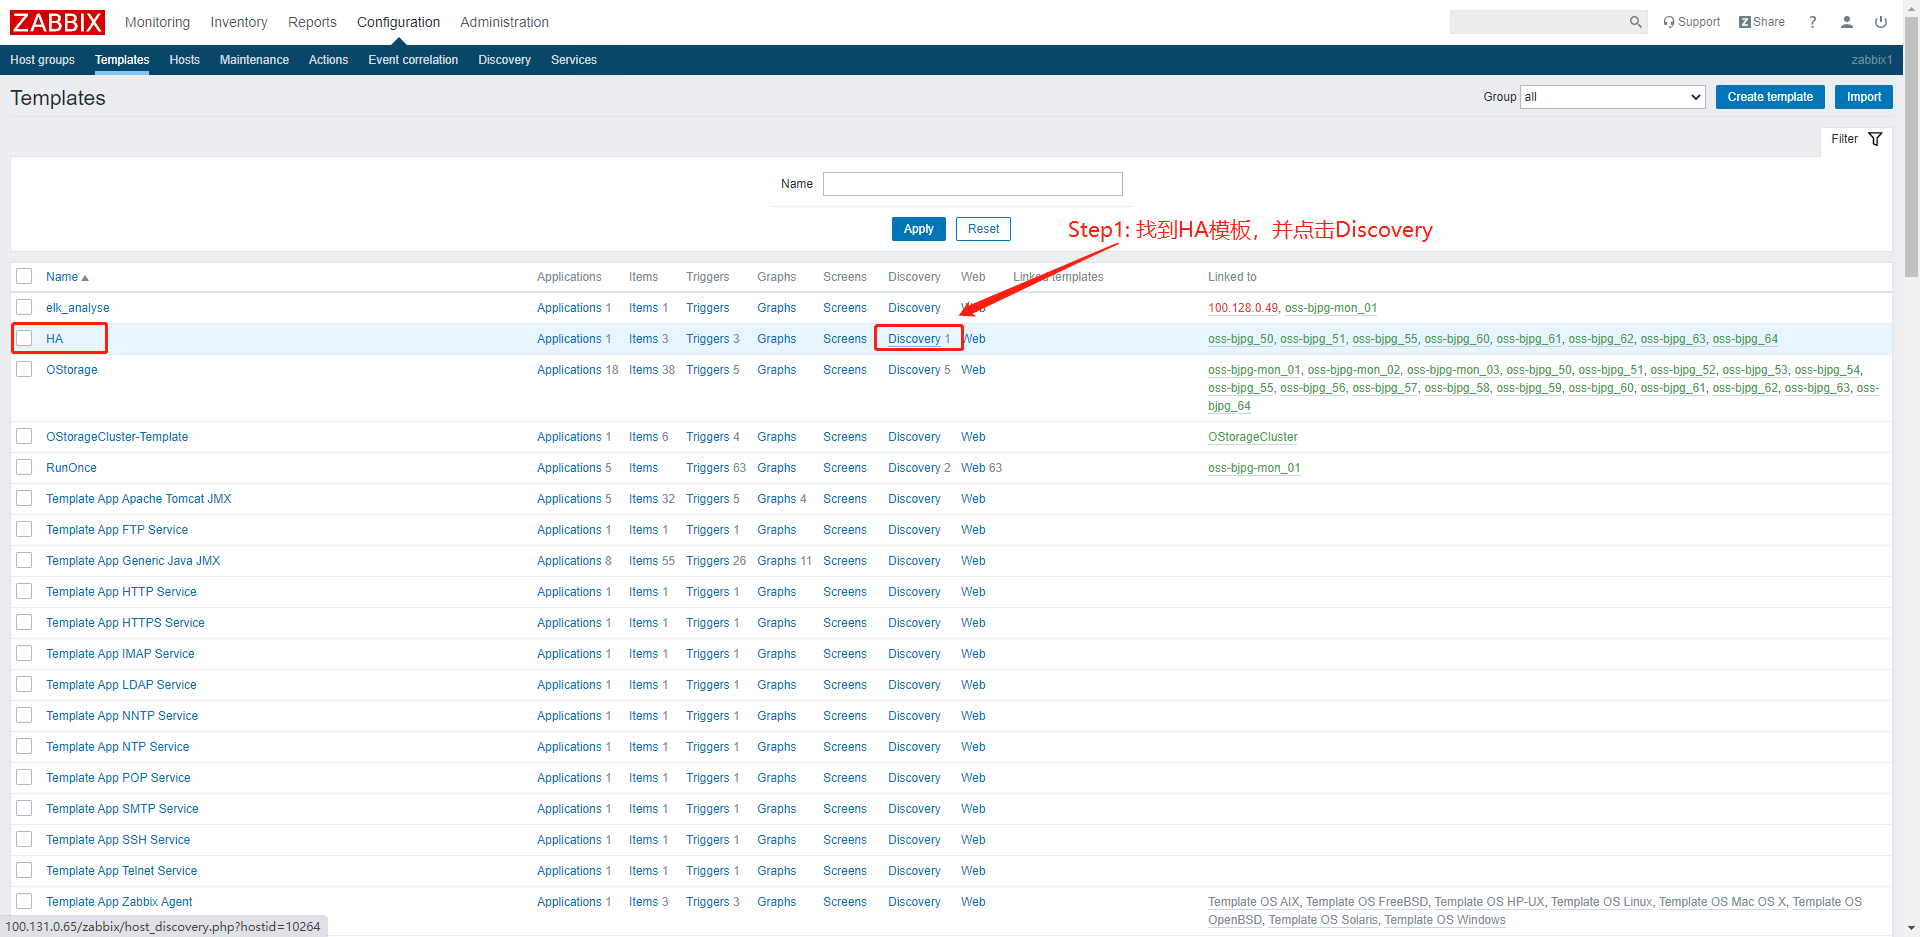 ZABBIX Monitoring Inventory Reports Configuration Administration Support Z Share ?
Host groups Templates Hosts Maintenance Actions Event correlation Discovery Services zabbix1
Templates Group all Create template Import
Filter
Name
Apply Reset
Step1: 找到HA模板，并点击Discovery
Name Applications Items Triggers Graphs Screens Discovery Web Linked templates Linked to
elk_analyse Applications 1 Items 1 Triggers Graphs Screens Discovery Web 100.128.0.49, oss-bjpg-mon_01
HA Applications 1 Items 3 Triggers 3 Graphs Screens Discovery 1 Web oss-bjpg_50, oss-bjpg_51, oss-bjpg_55, oss-bjpg_60, oss-bjpg_61, oss-bjpg_62, oss-bjpg_63, oss-bjpg_64
OStorage Applications 18 Items 38 Triggers 5 Graphs Screens Discovery 5 Web oss-bjpg-mon_01, oss-bjpg-mon_02, oss-bjpg-mon_03, oss-bjpg_50, oss-bjpg_51, oss-bjpg_52, oss-bjpg_53, oss-bjpg_54,
oss-bjpg_55, oss-bjpg_56, oss-bjpg_57, oss-bjpg_58, oss-bjpg_59, oss-bjpg_60, oss-bjpg_61, oss-bjpg_62, oss-bjpg_63, oss-
bjpg_64
OStorageCluster-Template Applications 1 Items 6 Triggers 4 Graphs Screens Discovery Web OStorageCluster
RunOnce Applications 5 Items Triggers 63 Graphs Screens Discovery 2 Web 63 oss-bjpg-mon_01
Template App Apache Tomcat JMX Applications 5 Items 32 Triggers 5 Graphs 4 Screens Discovery Web
Template App FTP Service Applications 1 Items 1 Triggers 1 Graphs Screens Discovery Web
Template App Generic Java JMX Applications 8 Items 55 Triggers 26 Graphs 11 Screens Discovery Web
Template App HTTP Service Applications 1 Items 1 Triggers 1 Graphs Screens Discovery Web
Template App HTTPS Service Applications 1 Items 1 Triggers 1 Graphs Screens Discovery Web
Template App IMAP Service Applications 1 Items 1 Triggers 1 Graphs Screens Discovery Web
Template App LDAP Service Applications 1 Items 1 Triggers 1 Graphs Screens Discovery Web
Template App NNTP Service Applications 1 Items 1 Triggers 1 Graphs Screens Discovery Web
Template App NTP Service Applications 1 Items 1 Triggers 1 Graphs Screens Discovery Web
Template App POP Service Applications 1 Items 1 Triggers 1 Graphs Screens Discovery Web
Template App SMTP Service Applications 1 Items 1 Triggers 1 Graphs Screens Discovery Web
Template App SSH Service Applications 1 Items 1 Triggers 1 Graphs Screens Discovery Web
Template App Telnet Service Applications 1 Items 1 Triggers 1 Graphs Screens Discovery Web
Template App Zabbix Agent Applications 1 Items 3 Triggers 3 Graphs Screens Discovery Web Template OS AIX, Template OS FreeBSD, Template OS HP-UX, Template OS Linux, Template OS Mac OS X, Template OS
OpenBSD, Template OS Solaris, Template OS Windows
100.131.0.65/zabbix/host_discovery.php?hostid=10264